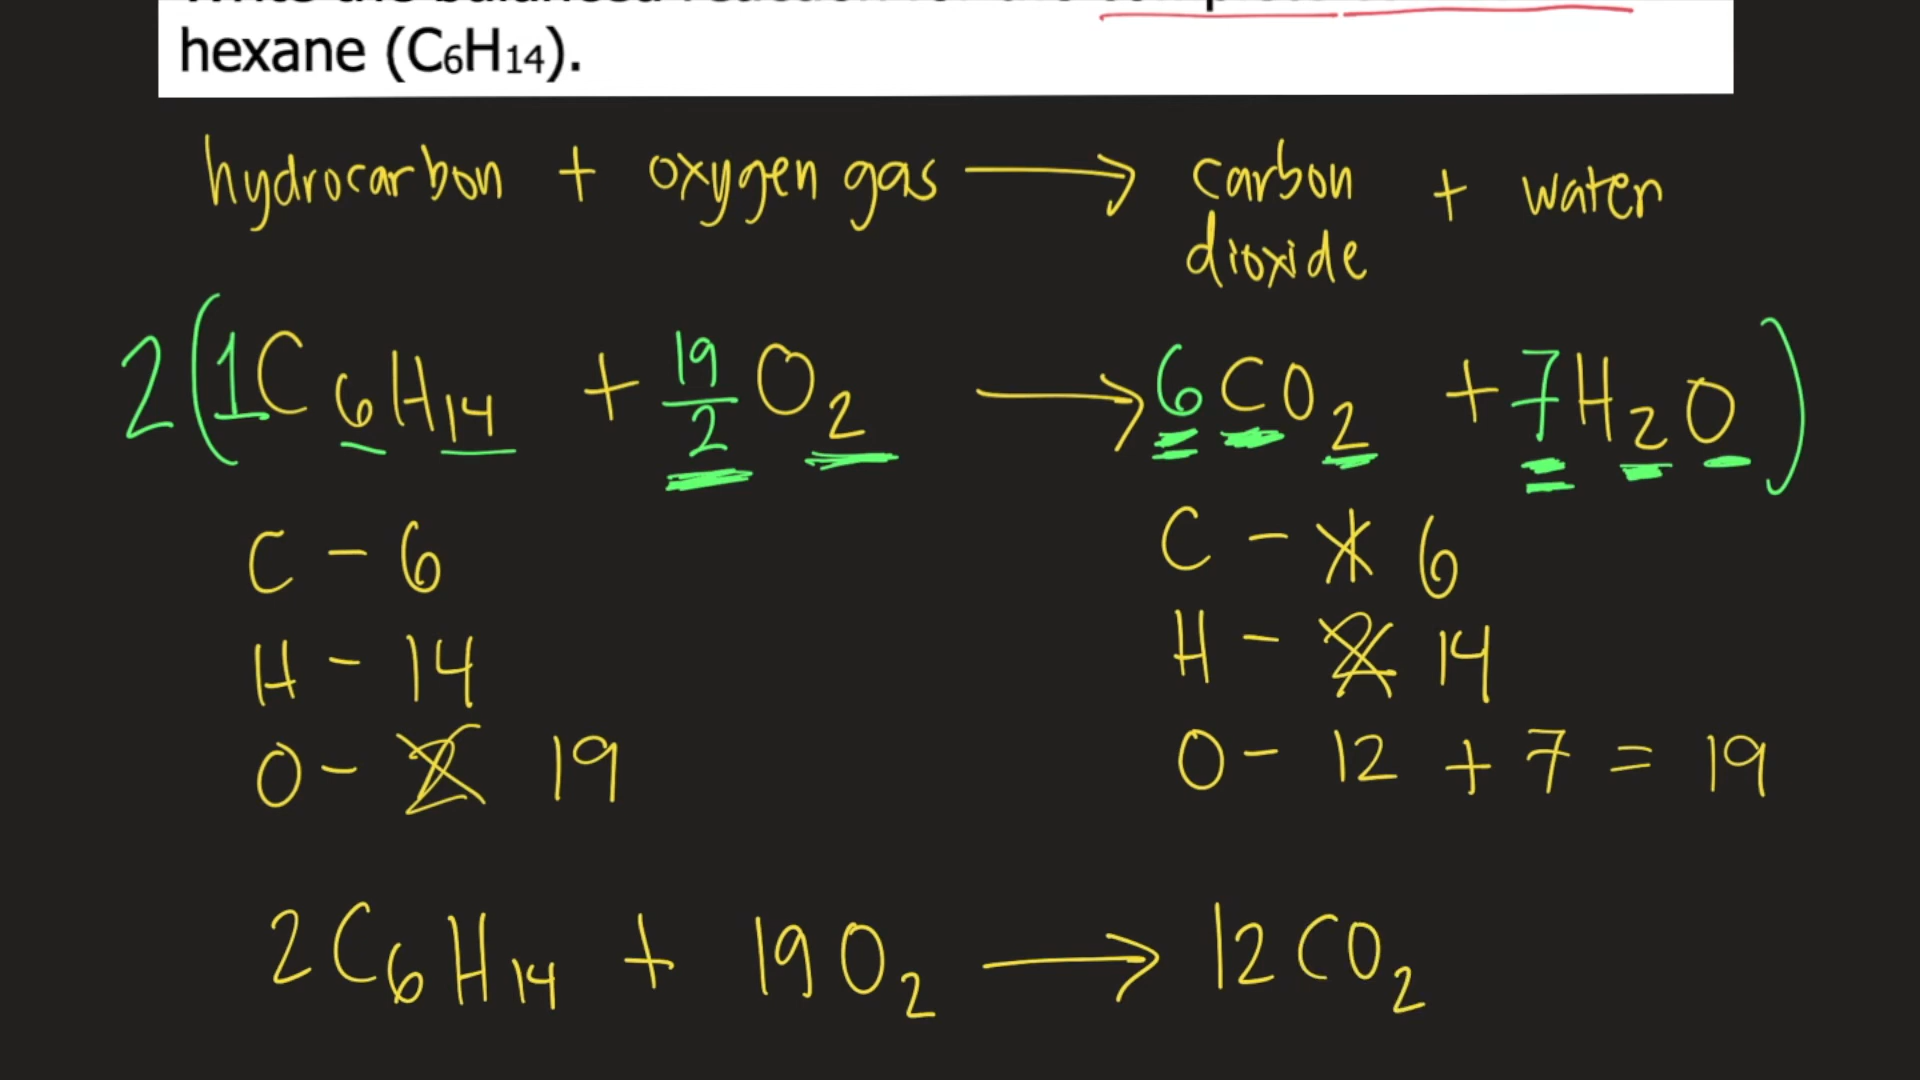 hexane (C₆H₁₄).
hydrocarbon + oxygen gas ⟶ carbon dioxide + water
2(1C₆H₁₄ + 19/2 O₂ ⟶ 6CO₂ + 7H₂O)
C - 6
H - 14
O - 2 19
C - 1 6
H - 2 14
O - 12 + 7 = 19
2C₆H₁₄ + 19O₂ ⟶ 12CO₂